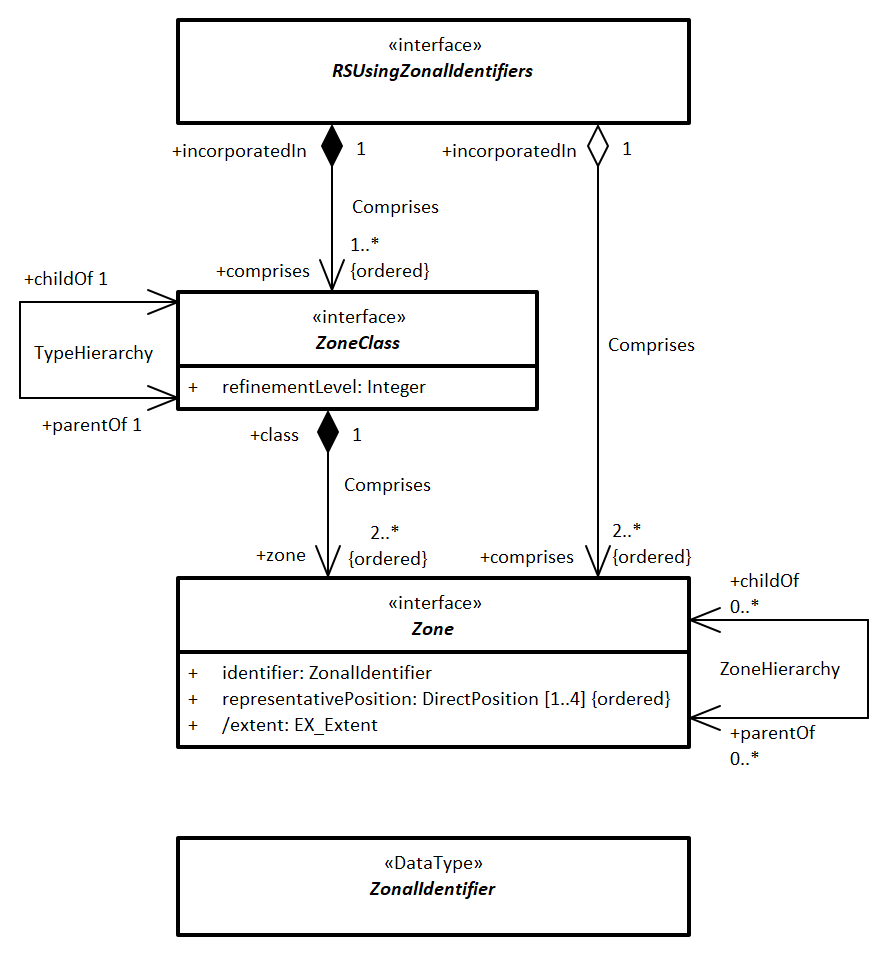 «interface»
RSUsingZonalIdentifiers
+incorporatedIn 1
+incorporatedIn 1
Comprises
1..*
+comprises {ordered}
+childOf 1
«interface»
ZoneClass
Comprises
TypeHierarchy
+ refinementLevel: Integer
+parentOf 1
+class 1
Comprises
2..*
2..*
+zone {ordered}
+comprises {ordered}
+childOf
«interface»
0..*
Zone
ZoneHierarchy
+ identifier: ZonalIdentifier
+ representativePosition: DirectPosition [1..4] {ordered}
+ /extent: EX_Extent
+parentOf
0..*
«DataType»
ZonalIdentifier